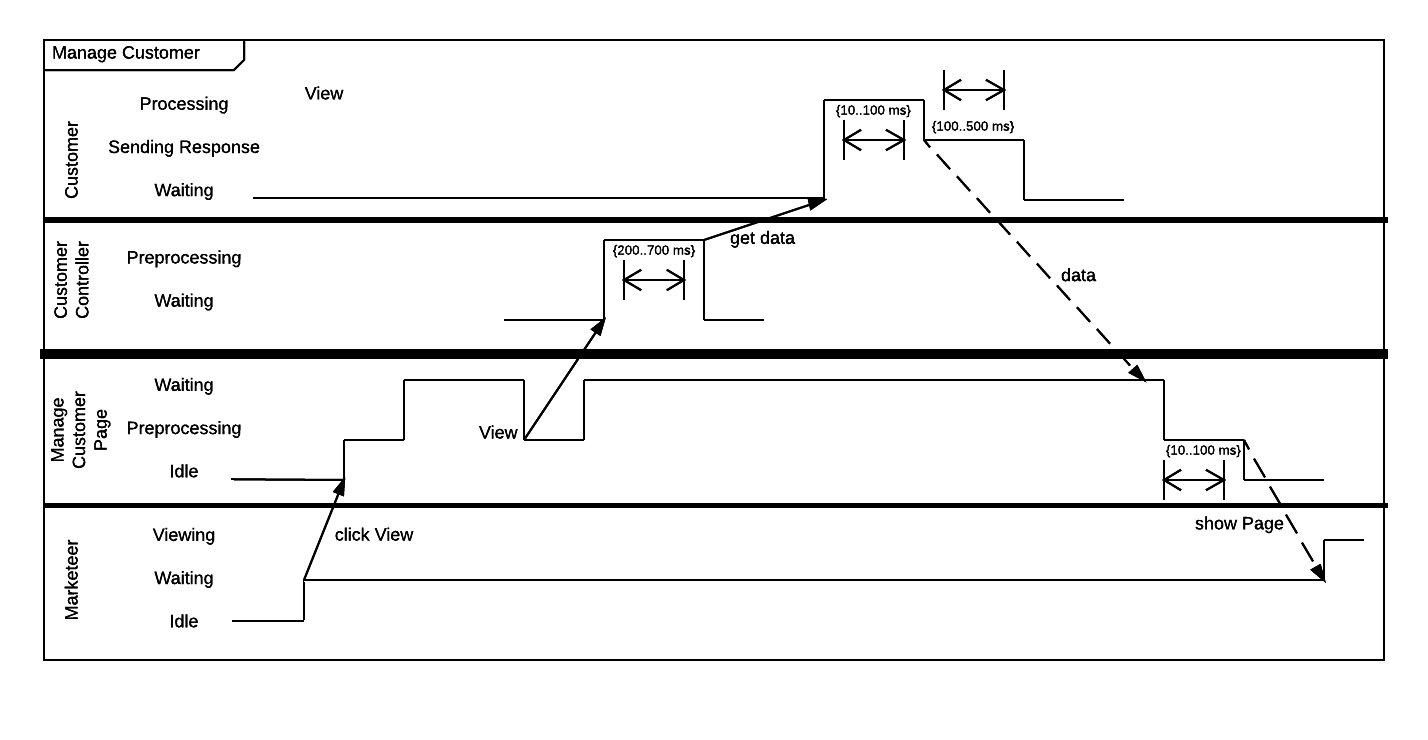 Manage Customer
View
Customer
Processing
Sending Response
Waiting
{10..100 ms}
{100..500 ms}
get data
Customer
Controller
Preprocessing
Waiting
{200..700 ms}
data
Manage
Customer
Page
Waiting
Preprocessing
Idle
View
{10..100 ms}
click View
show Page
Marketeer
Viewing
Waiting
Idle